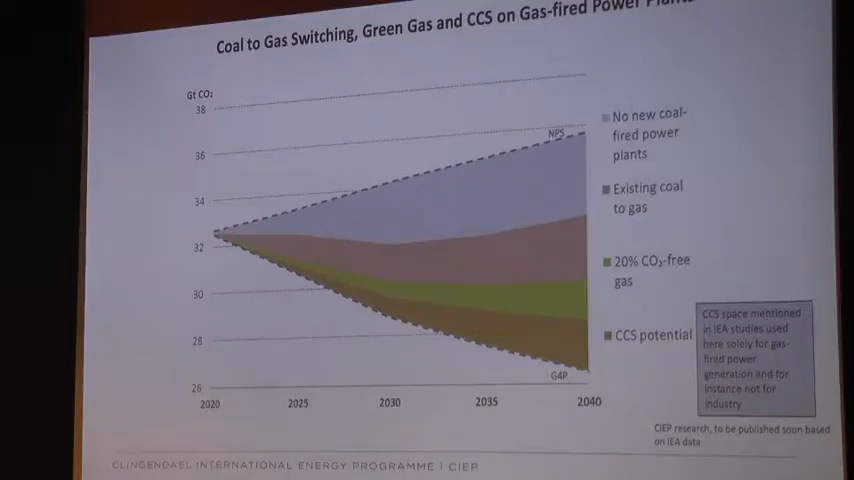 Coal to Gas Switching, Green Gas and CCS on Gas-fired Power Plants
Gt CO₂
38
36
34
32
30
28
26
2020
2025
2030
2035
2040
NPS
G4P
No new coal-
fired power
plants
Existing coal
to gas
20% CO₂-free
gas
CCS potential
CCS space mentioned
in IEA studies used
here solely for gas-
fired power
generation and for
instance not for
industry
CIEP research, to be published soon based
on IEA data
CLINGENDAEL INTERNATIONAL ENERGY PROGRAMME | CIEP